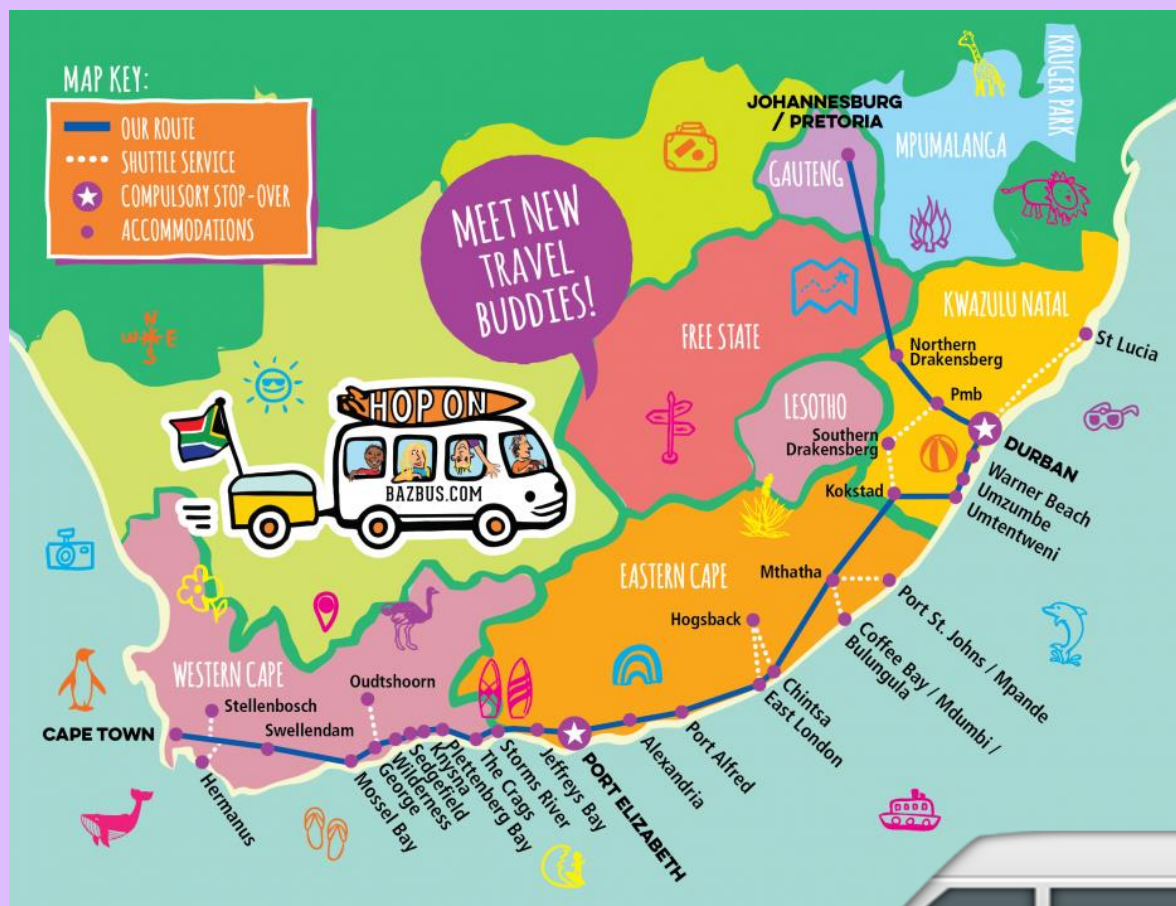 MAP KEY:
OUR ROUTE
SHUTTLE SERVICE
COMPULSORY STOP-OVER
ACCOMMODATIONS
N
W E
S
MEET NEW
TRAVEL
BUDDIES!
HOP ON
BAZBUS.COM
JOHANNESBURG
/ PRETORIA
GAUTENG
MPUMALANGA
KRUGER PARK
FREE STATE
KWAZULU NATAL
LESOTHO
EASTERN CAPE
WESTERN CAPE
Northern
Drakensberg
St Lucia
Pmb
Southern
Drakensberg
DURBAN
Warner Beach
Umzumbe
Umtentweni
Kokstad
Mthatha
Port St. Johns / Mpande
Coffee Bay / Mdumbi /
Bulungula
Hogsback
Chintsa
East London
Port Alfred
Alexandria
PORT ELIZABETH
Jeffreys Bay
Storms River
The Crags
Plettenberg Bay
Knysna
Sedgefield
Wilderness
George
Mossel Bay
Oudtshoorn
Swellendam
Stellenbosch
Hermanus
CAPE TOWN